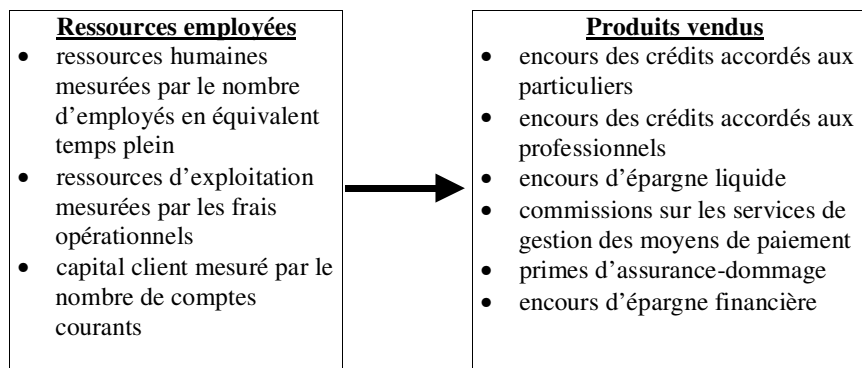 Ressources employées
• ressources humaines
mesurées par le nombre
d'employés en équivalent
temps plein
• ressources d'exploitation
mesurées par les frais
opérationnels
• capital client mesuré par le
nombre de comptes
courants
Produits vendus
• encours des crédits accordés aux
particuliers
• encours des crédits accordés aux
professionnels
• encours d'épargne liquide
• commissions sur les services de
gestion des moyens de paiement
• primes d'assurance-dommage
• encours d'épargne financière